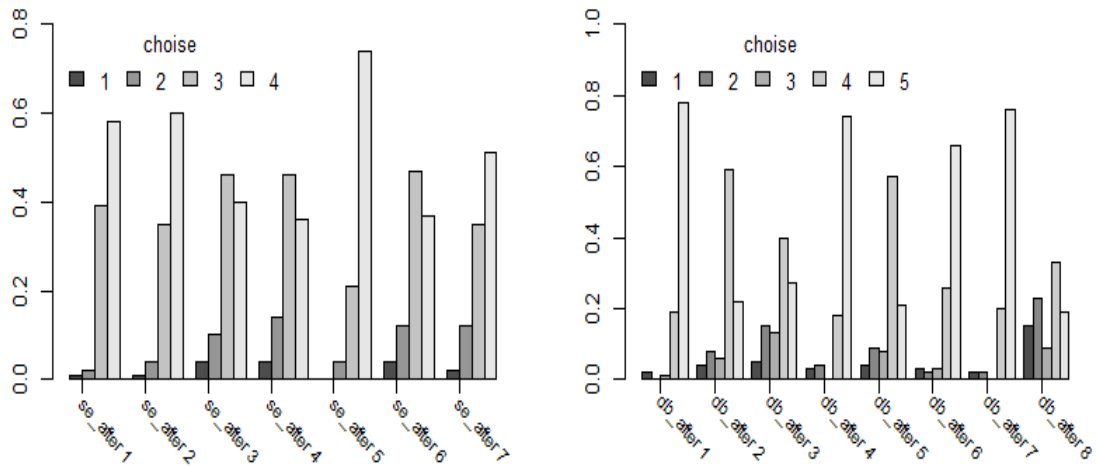 choise
1 2 3 4
0.8
0.6
0.4
0.2
0.0
se_after 1
se_after 2
se_after 3
se_after 4
se_after 5
se_after 6
se_after 7
choise
1 2 3 4 5
1.0
0.8
0.6
0.4
0.2
0.0
db_after 1
db_after 2
db_after 3
db_after 4
db_after 5
db_after 6
db_after 7
db_after 8